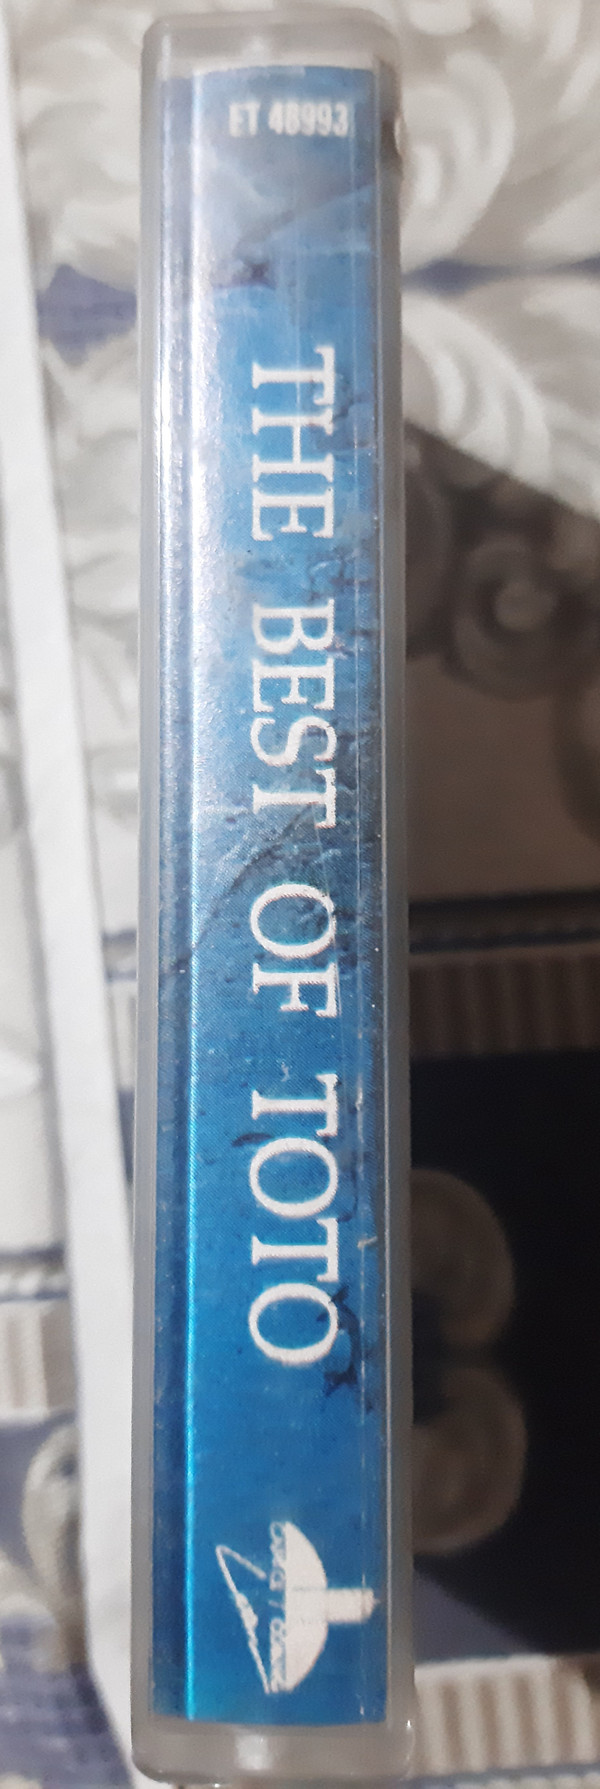 ET 48993
THE BEST OF TOTO